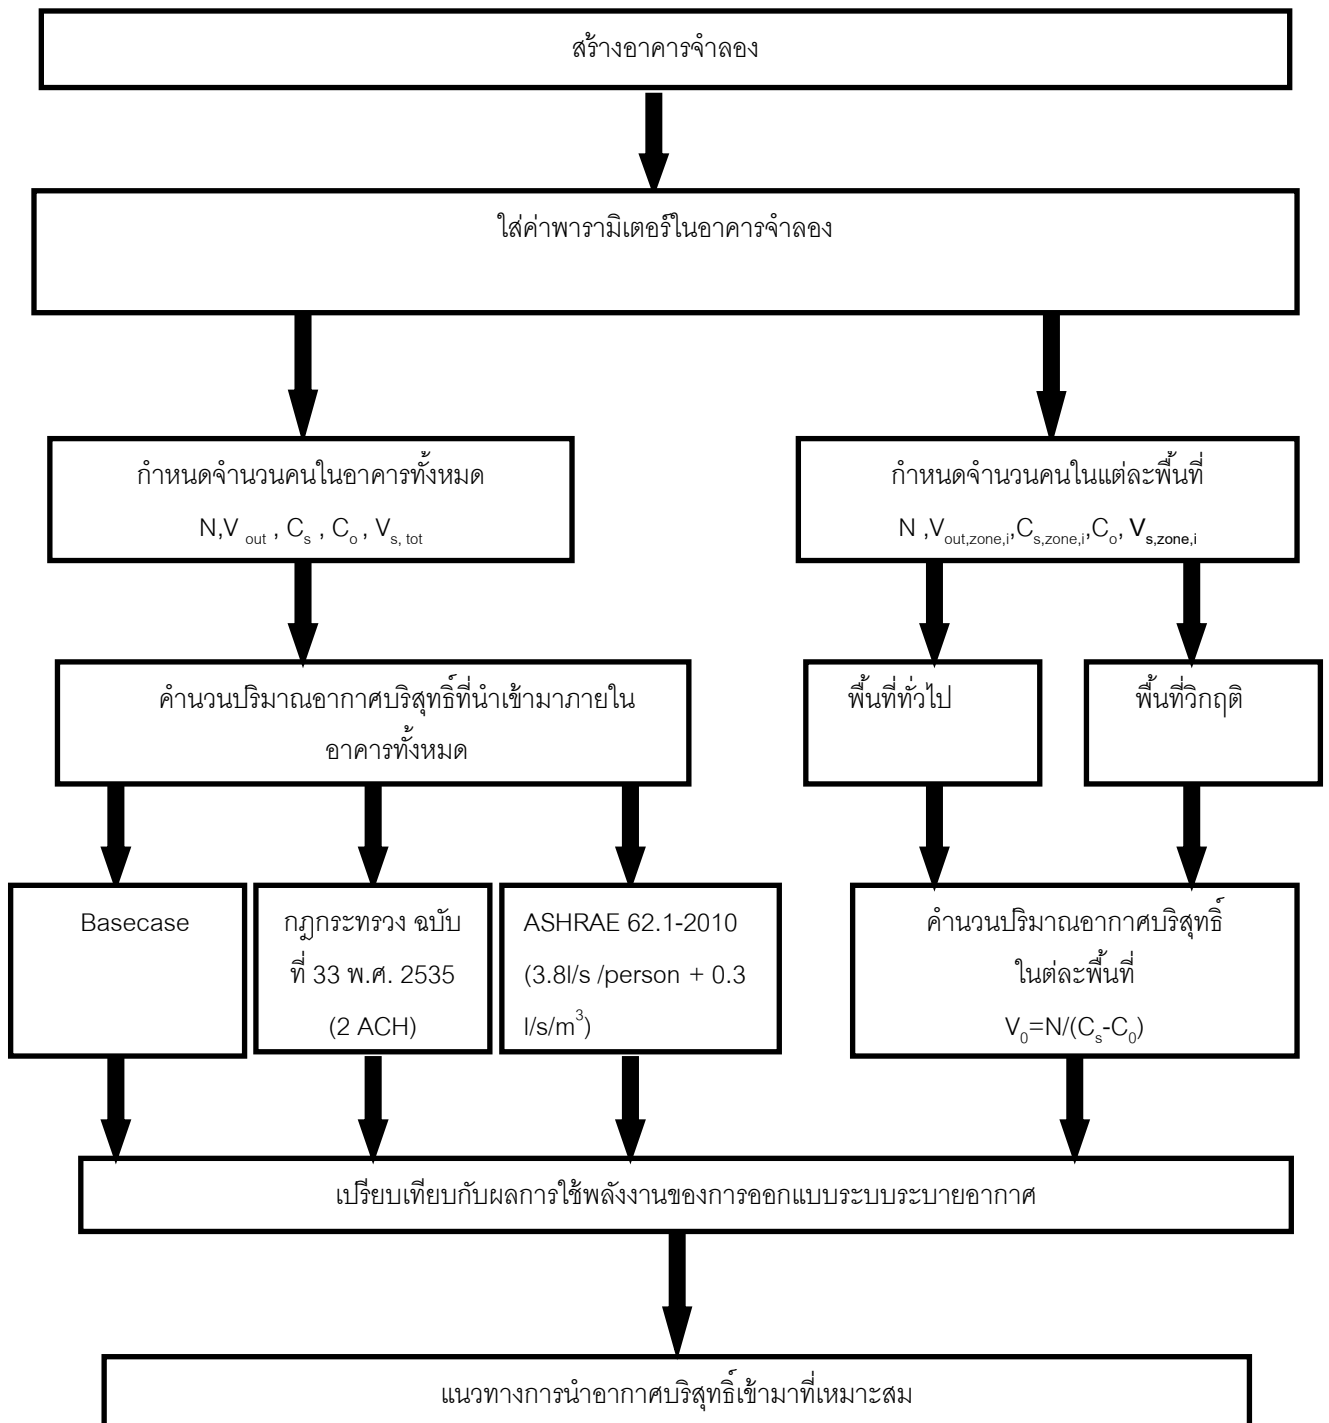 สร้างอาคารจำลอง
ใส่ค่าพารามิเตอร์ในอาคารจำลอง
กำหนดจำนวนคนในอาคารทั้งหมด
N,V out , Cs , Co , Vs, tot
กำหนดจำนวนคนในแต่ละพื้นที่
N ,Vout,zone,i,Cs,zone,i,Co, Vs,zone,i
คำนวนปริมาณอากาศบริสุทธิ์ที่นำเข้ามาภายใน
อาคารทั้งหมด
พื้นที่ทั่วไป
พื้นที่วิกฤติ
Basecase
กฎกระทรวง ฉบับ
ที่ 33 พ.ศ. 2535
(2 ACH)
ASHRAE 62.1-2010
(3.8l/s /person + 0.3
l/s/m³)
คำนวนปริมาณอากาศบริสุทธิ์
ในต่ละพื้นที่
V₀=N/(Cs-C₀)
เปรียบเทียบกับผลการใช้พลังงานของการออกแบบระบบระบายอากาศ
แนวทางการนำอากาศบริสุทธิ์เข้ามาที่เหมาะสม